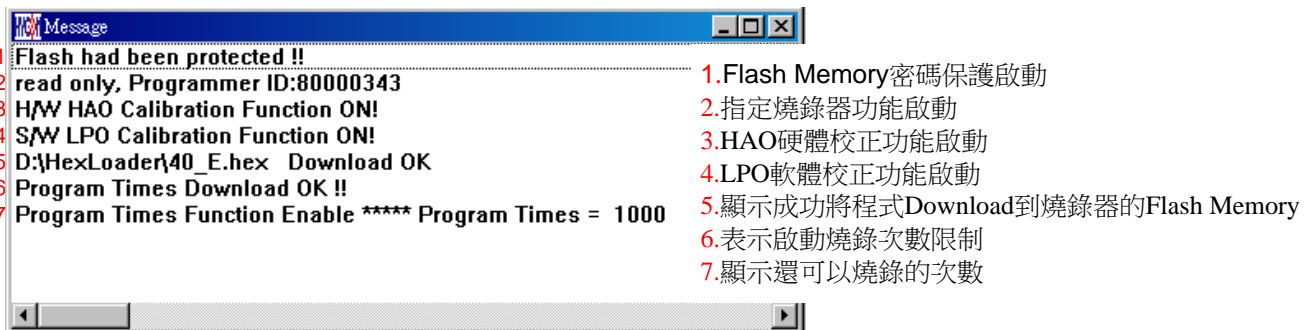 Message
1 Flash had been protected !!
2 read only, Programmer ID:80000343
3 H/W HAO Calibration Function ON!
4 S/W LPO Calibration Function ON!
5 D:\HexLoader\40_E.hex Download OK
6 Program Times Download OK !!
7 Program Times Function Enable ***** Program Times = 1000
1.Flash Memory密碼保護啟動
2.指定燒錄器功能啟動
3.HAO硬體校正功能啟動
4.LPO軟體校正功能啟動
5.顯示成功將程式Download到燒錄器的Flash Memory
6.表示啟動燒錄次數限制
7.顯示還可以燒錄的次數